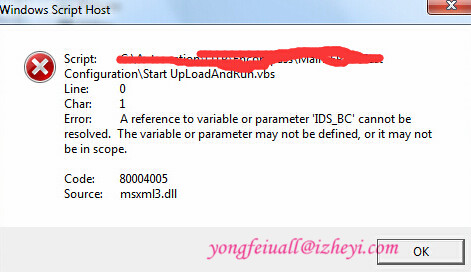 Windows Script Host
Script:
Configuration\Start UpLoadAndRun.vbs
Line: 0
Char: 1
Error: A reference to variable or parameter 'IDS_BC' cannot be
resolved. The variable or parameter may not be defined, or it may not
be in scope.
Code: 80004005
Source: msxml3.dll
yongfeiuall@izheyi.com
OK